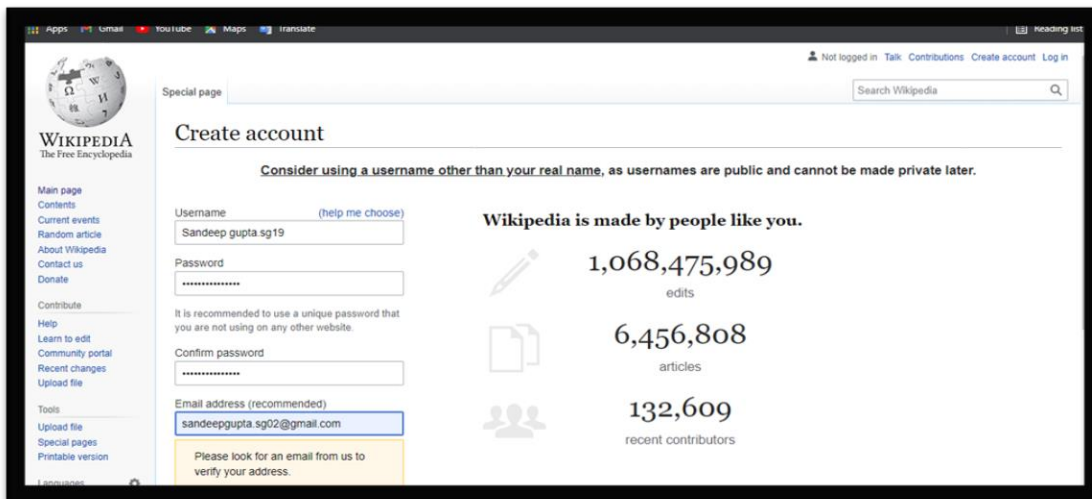 Apps Gmail YouTube Maps Translate Reading list
Not logged in Talk Contributions Create account Log in
Special page
Search Wikipedia
WIKIPEDIA
The Free Encyclopedia
Main page
Contents
Current events
Random article
About Wikipedia
Contact us
Donate
Contribute
Help
Learn to edit
Community portal
Recent changes
Upload file
Tools
Upload file
Special pages
Printable version
Languages
Create account
Consider using a username other than your real name, as usernames are public and cannot be made private later.
Username (help me choose)
Sandeep gupta.sg19
Password
•••••••••••••••
It is recommended to use a unique password that
you are not using on any other website.
Confirm password
•••••••••••••••
Email address (recommended)
sandeepgupta.sg02@gmail.com
Please look for an email from us to
verify your address.
Wikipedia is made by people like you.
1,068,475,989
edits
6,456,808
articles
132,609
recent contributors